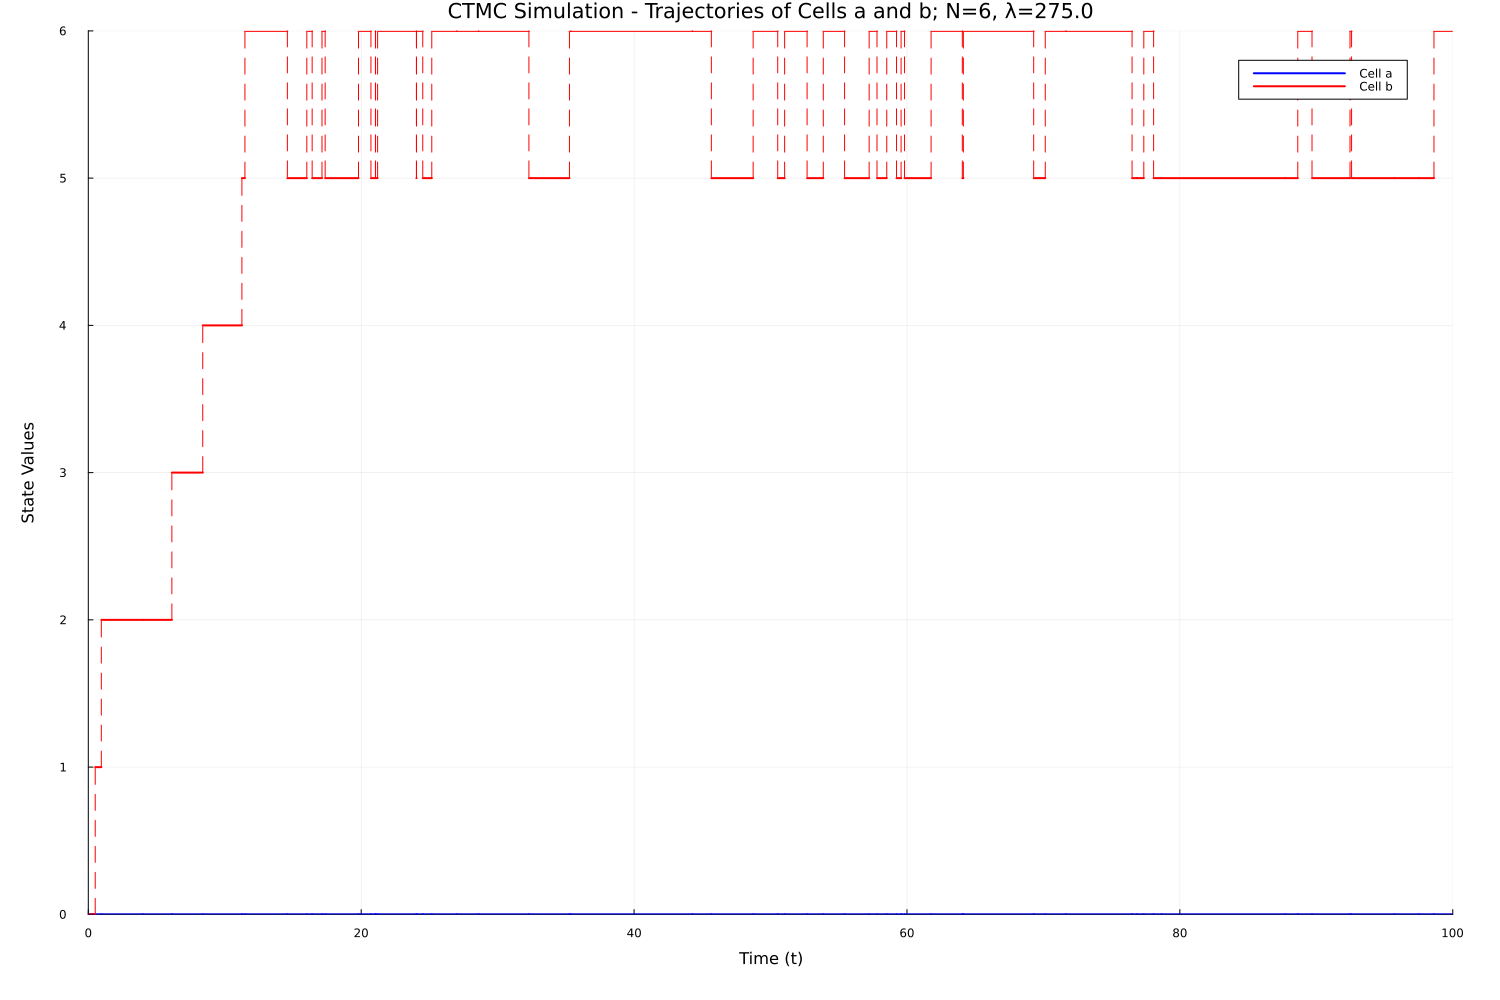 CTMC Simulation - Trajectories of Cells a and b; N=6, λ=275.0
6
Cell a
Cell b
5
4
3
2
1
0
State Values
0 20 40 60 80 100
Time (t)